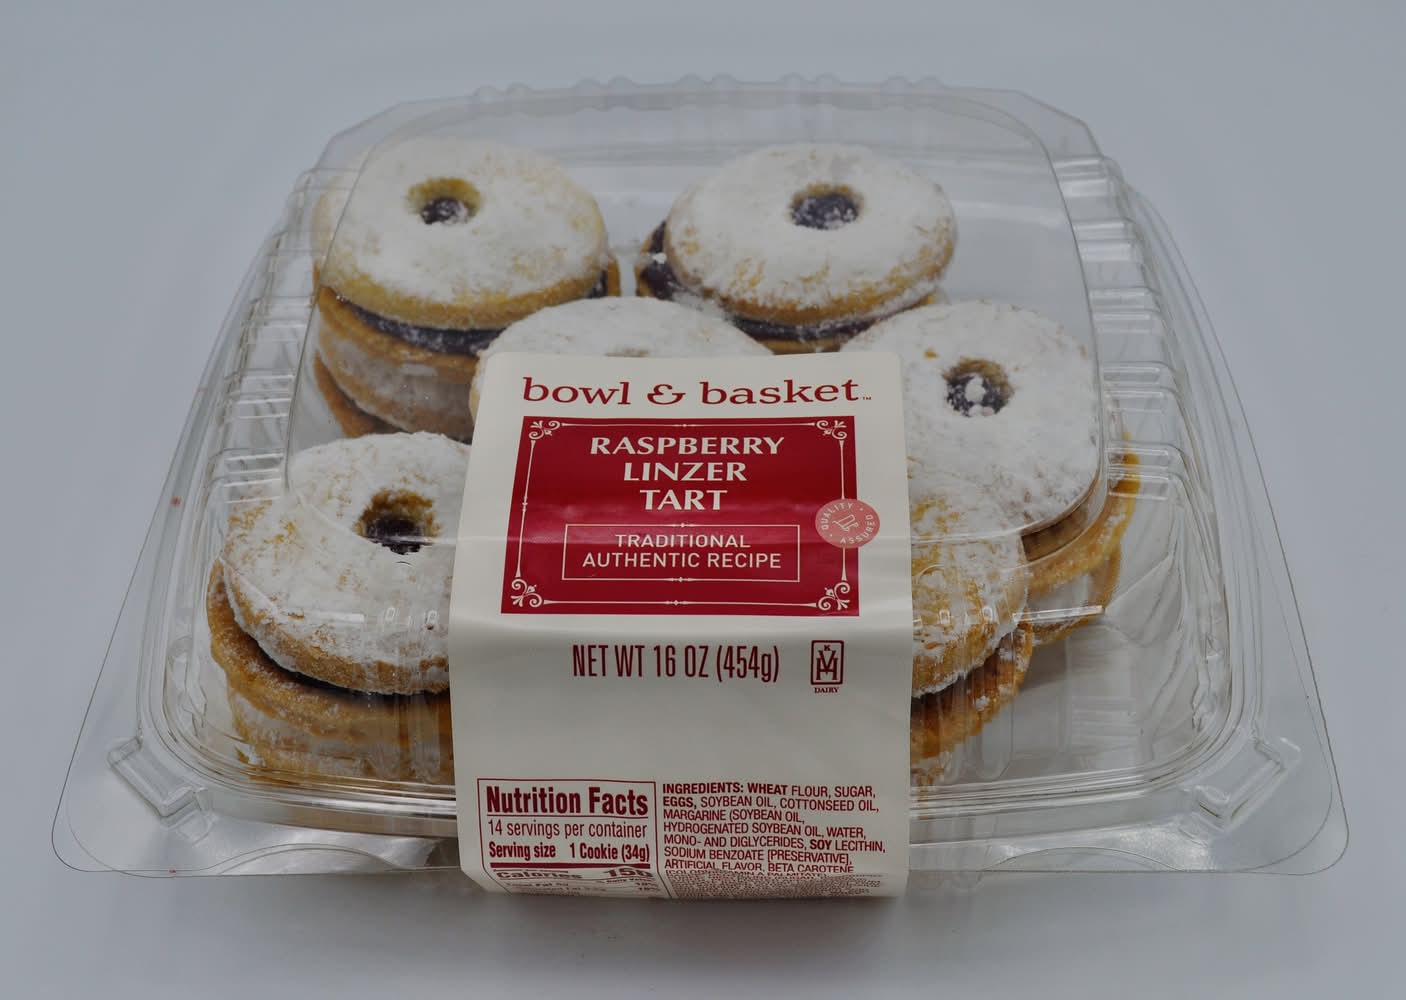 bowl & basket™
RASPBERRY
LINZER
TART
TRADITIONAL
AUTHENTIC RECIPE
QUALITY
ASSURED
NET WT 16 OZ (454g)
DAIRY
Nutrition Facts
14 servings per container
Serving size 1 Cookie (34g)
Calories
INGREDIENTS: WHEAT FLOUR, SUGAR,
EGGS, SOYBEAN OIL, COTTONSEED OIL,
MARGARINE (SOYBEAN OIL,
HYDROGENATED SOYBEAN OIL, WATER,
MONO- AND DIGLYCERIDES, SOY LECITHIN,
SODIUM BENZOATE [PRESERVATIVE],
ARTIFICIAL FLAVOR, BETA CAROTENE